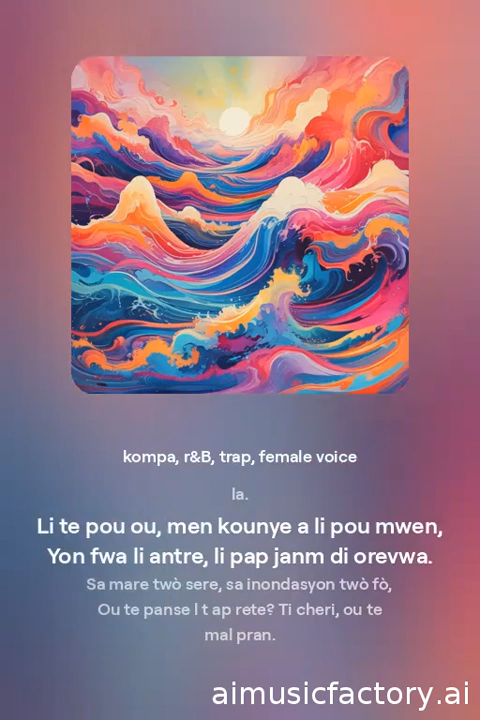 kompa, r&B, trap, female voice
la.
Li te pou ou, men kounye a li pou mwen,
Yon fwa li antre, li pap janm di orevwa.
Sa mare twò sere, sa inondasyon twò fò,
Ou te panse l t ap rete? Ti cheri, ou te
mal pran.
aimusicfactory.ai